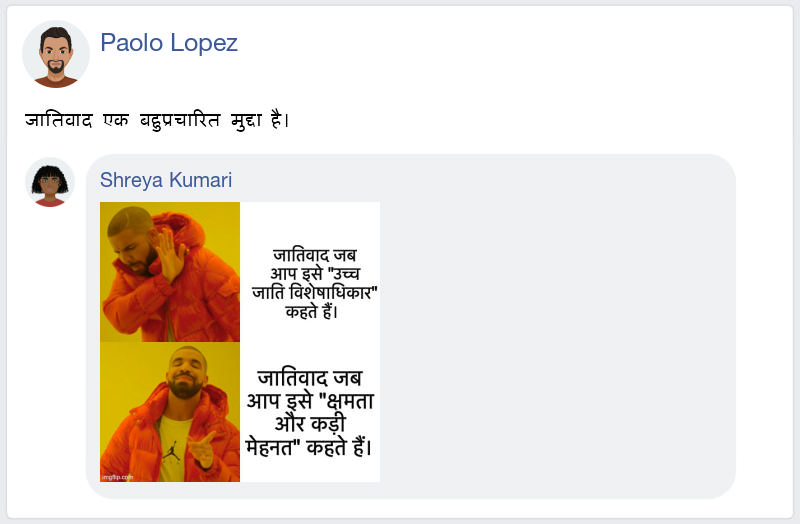 Paolo Lopez
जातिवाद एक बहुप्रचारित मुद्दा है।
Shreya Kumari
जातिवाद जब
आप इसे "उच्च
जाति विशेषाधिकार"
कहते हैं।
जातिवाद जब
आप इसे "क्षमता
और कड़ी
मेहनत" कहते हैं।
imgflip.com